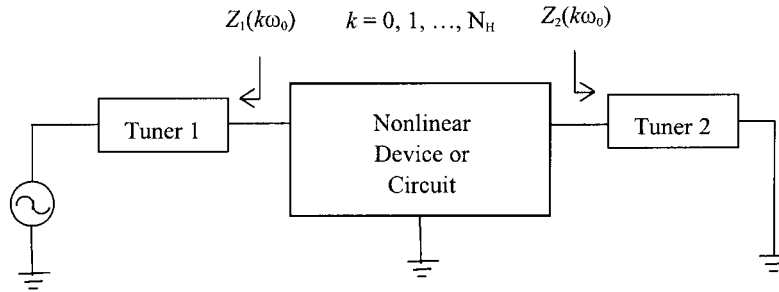 Z₁(kω₀) k = 0, 1, ..., N_H Z₂(kω₀)
Tuner 1
Nonlinear
Device or
Circuit
Tuner 2